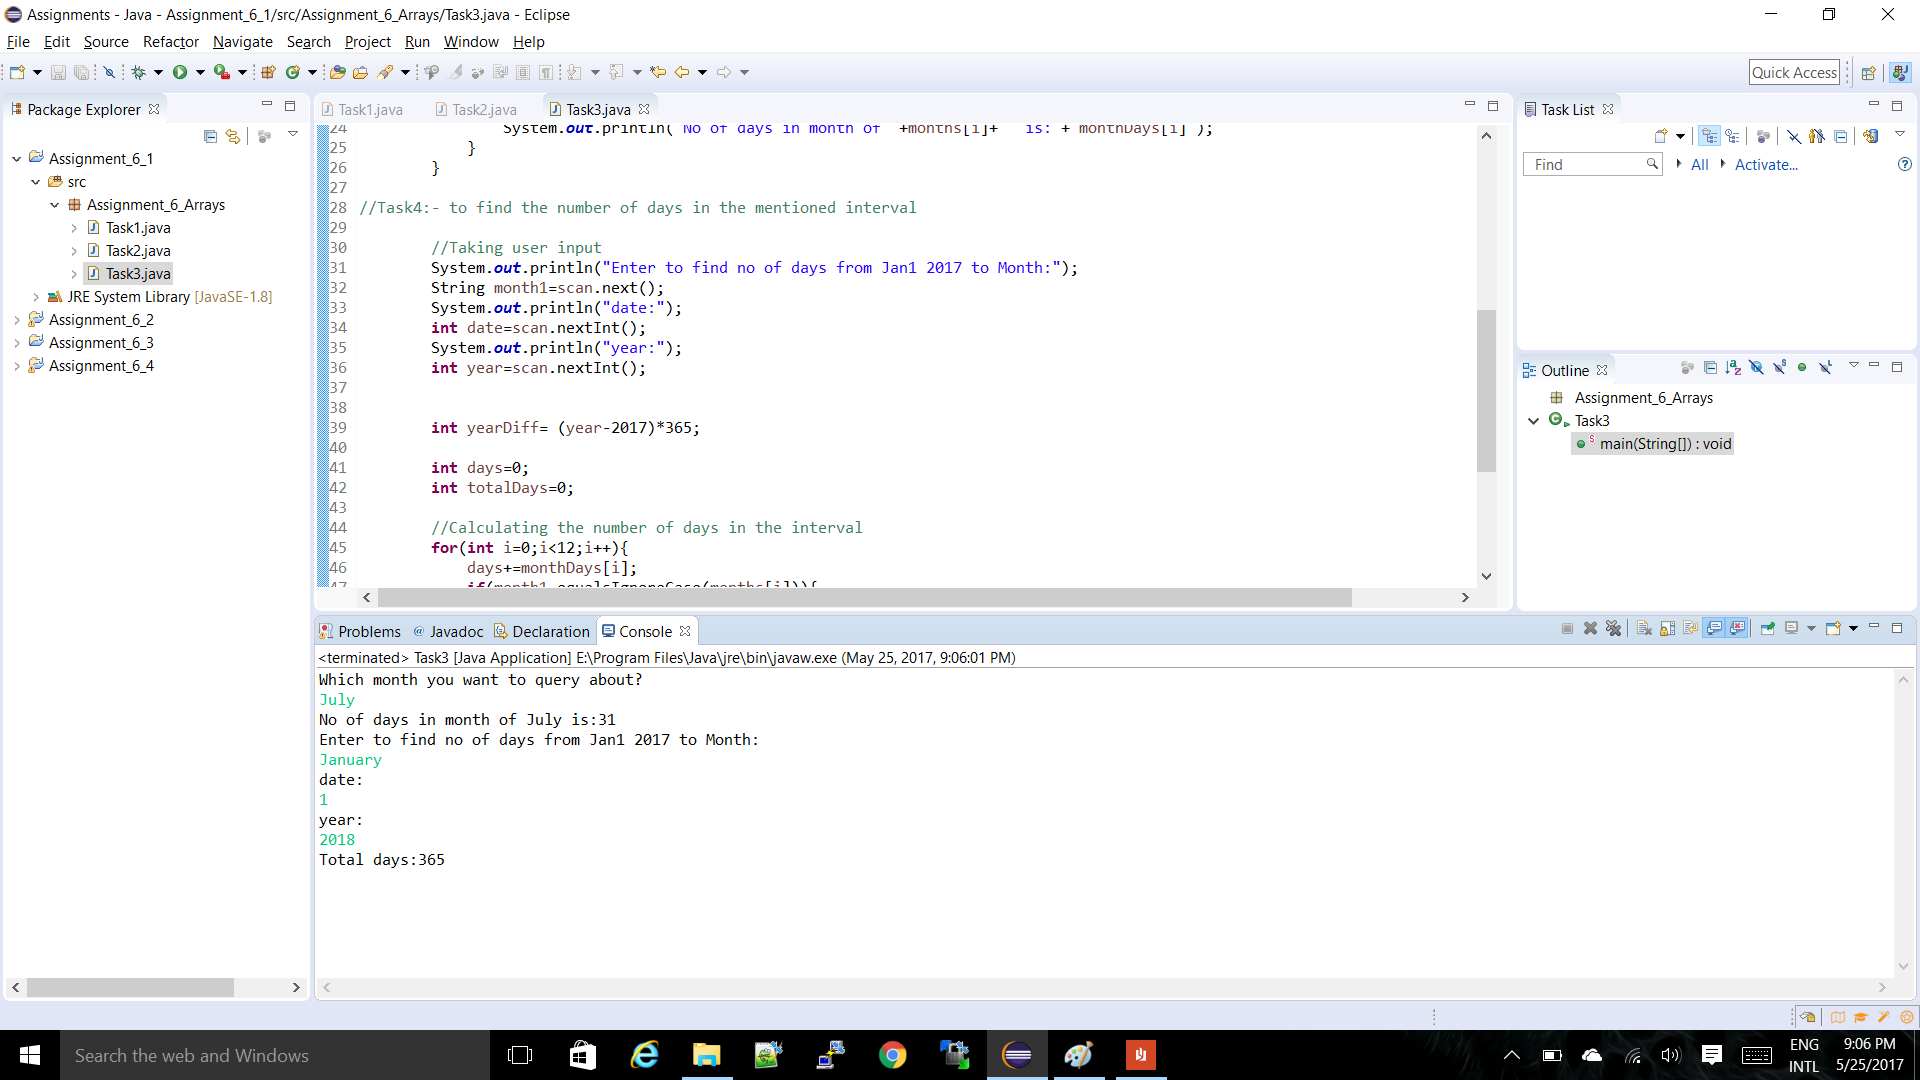 Assignments - Java - Assignment_6_1/src/Assignment_6_Arrays/Task3.java - Eclipse
File Edit Source Refactor Navigate Search Project Run Window Help
Quick Access
Package Explorer
Assignment_6_1
src
Assignment_6_Arrays
Task1.java
Task2.java
Task3.java
JRE System Library [JavaSE-1.8]
Assignment_6_2
Assignment_6_3
Assignment_6_4
Task1.java Task2.java Task3.java
24 System.out.println( No of days in month of +months[i]+ is: + monthDays[i] );
25 }
26 }
27
28 //Task4:- to find the number of days in the mentioned interval
29
30 //Taking user input
31 System.out.println("Enter to find no of days from Jan1 2017 to Month:");
32 String month1=scan.next();
33 System.out.println("date:");
34 int date=scan.nextInt();
35 System.out.println("year:");
36 int year=scan.nextInt();
37
38
39 int yearDiff= (year-2017)*365;
40
41 int days=0;
42 int totalDays=0;
43
44 //Calculating the number of days in the interval
45 for(int i=0;i<12;i++){
46 days+=monthDays[i];
47 if(month1.equalsIgnoreCase(months[i])){
Task List
Find All Activate...
Outline
Assignment_6_Arrays
Task3
main(String[]) : void
Problems @ Javadoc Declaration Console
<terminated> Task3 [Java Application] E:\Program Files\Java\jre\bin\javaw.exe (May 25, 2017, 9:06:01 PM)
Which month you want to query about?
July
No of days in month of July is:31
Enter to find no of days from Jan1 2017 to Month:
January
date:
1
year:
2018
Total days:365
Search the web and Windows
ENG
INTL
9:06 PM
5/25/2017